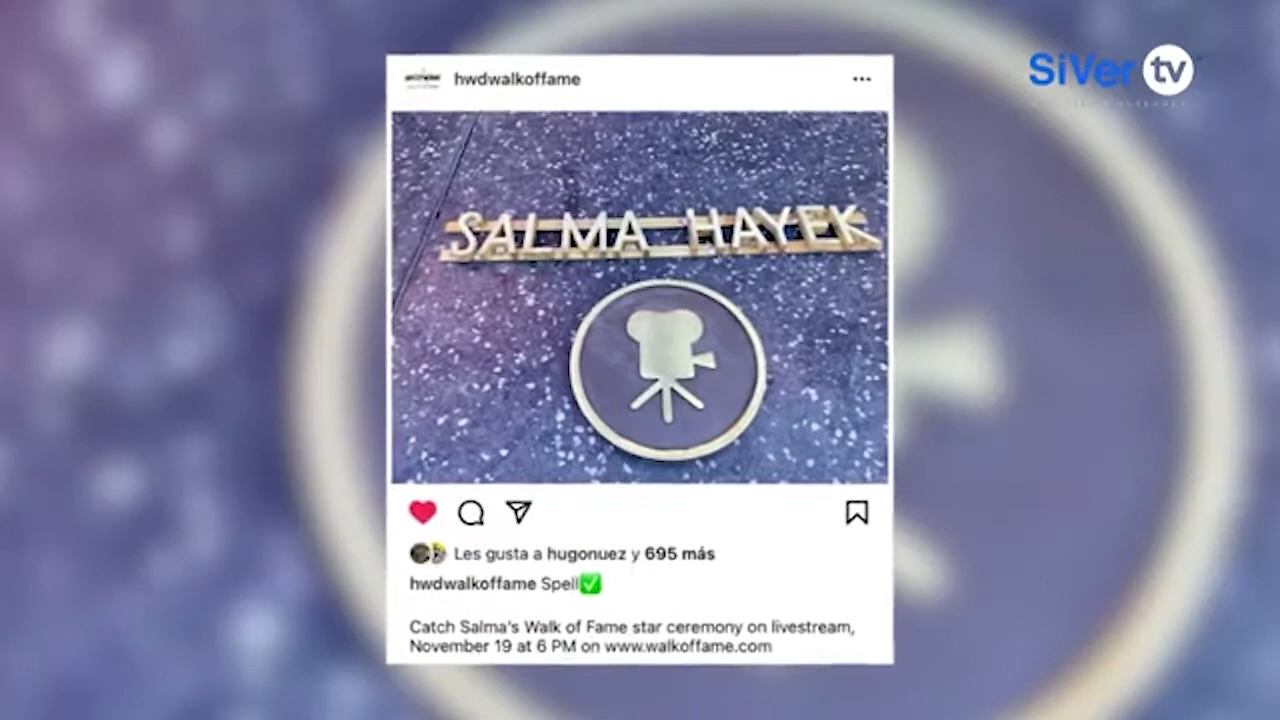 SiVer tv
hwdwalkoffame
SALMA HAYEK
Les gusta a hugonuez y 695 más
hwdwalkoffame Spell✅
Catch Salma's Walk of Fame star ceremony on livestream,
November 19 at 6 PM on www.walkoffame.com